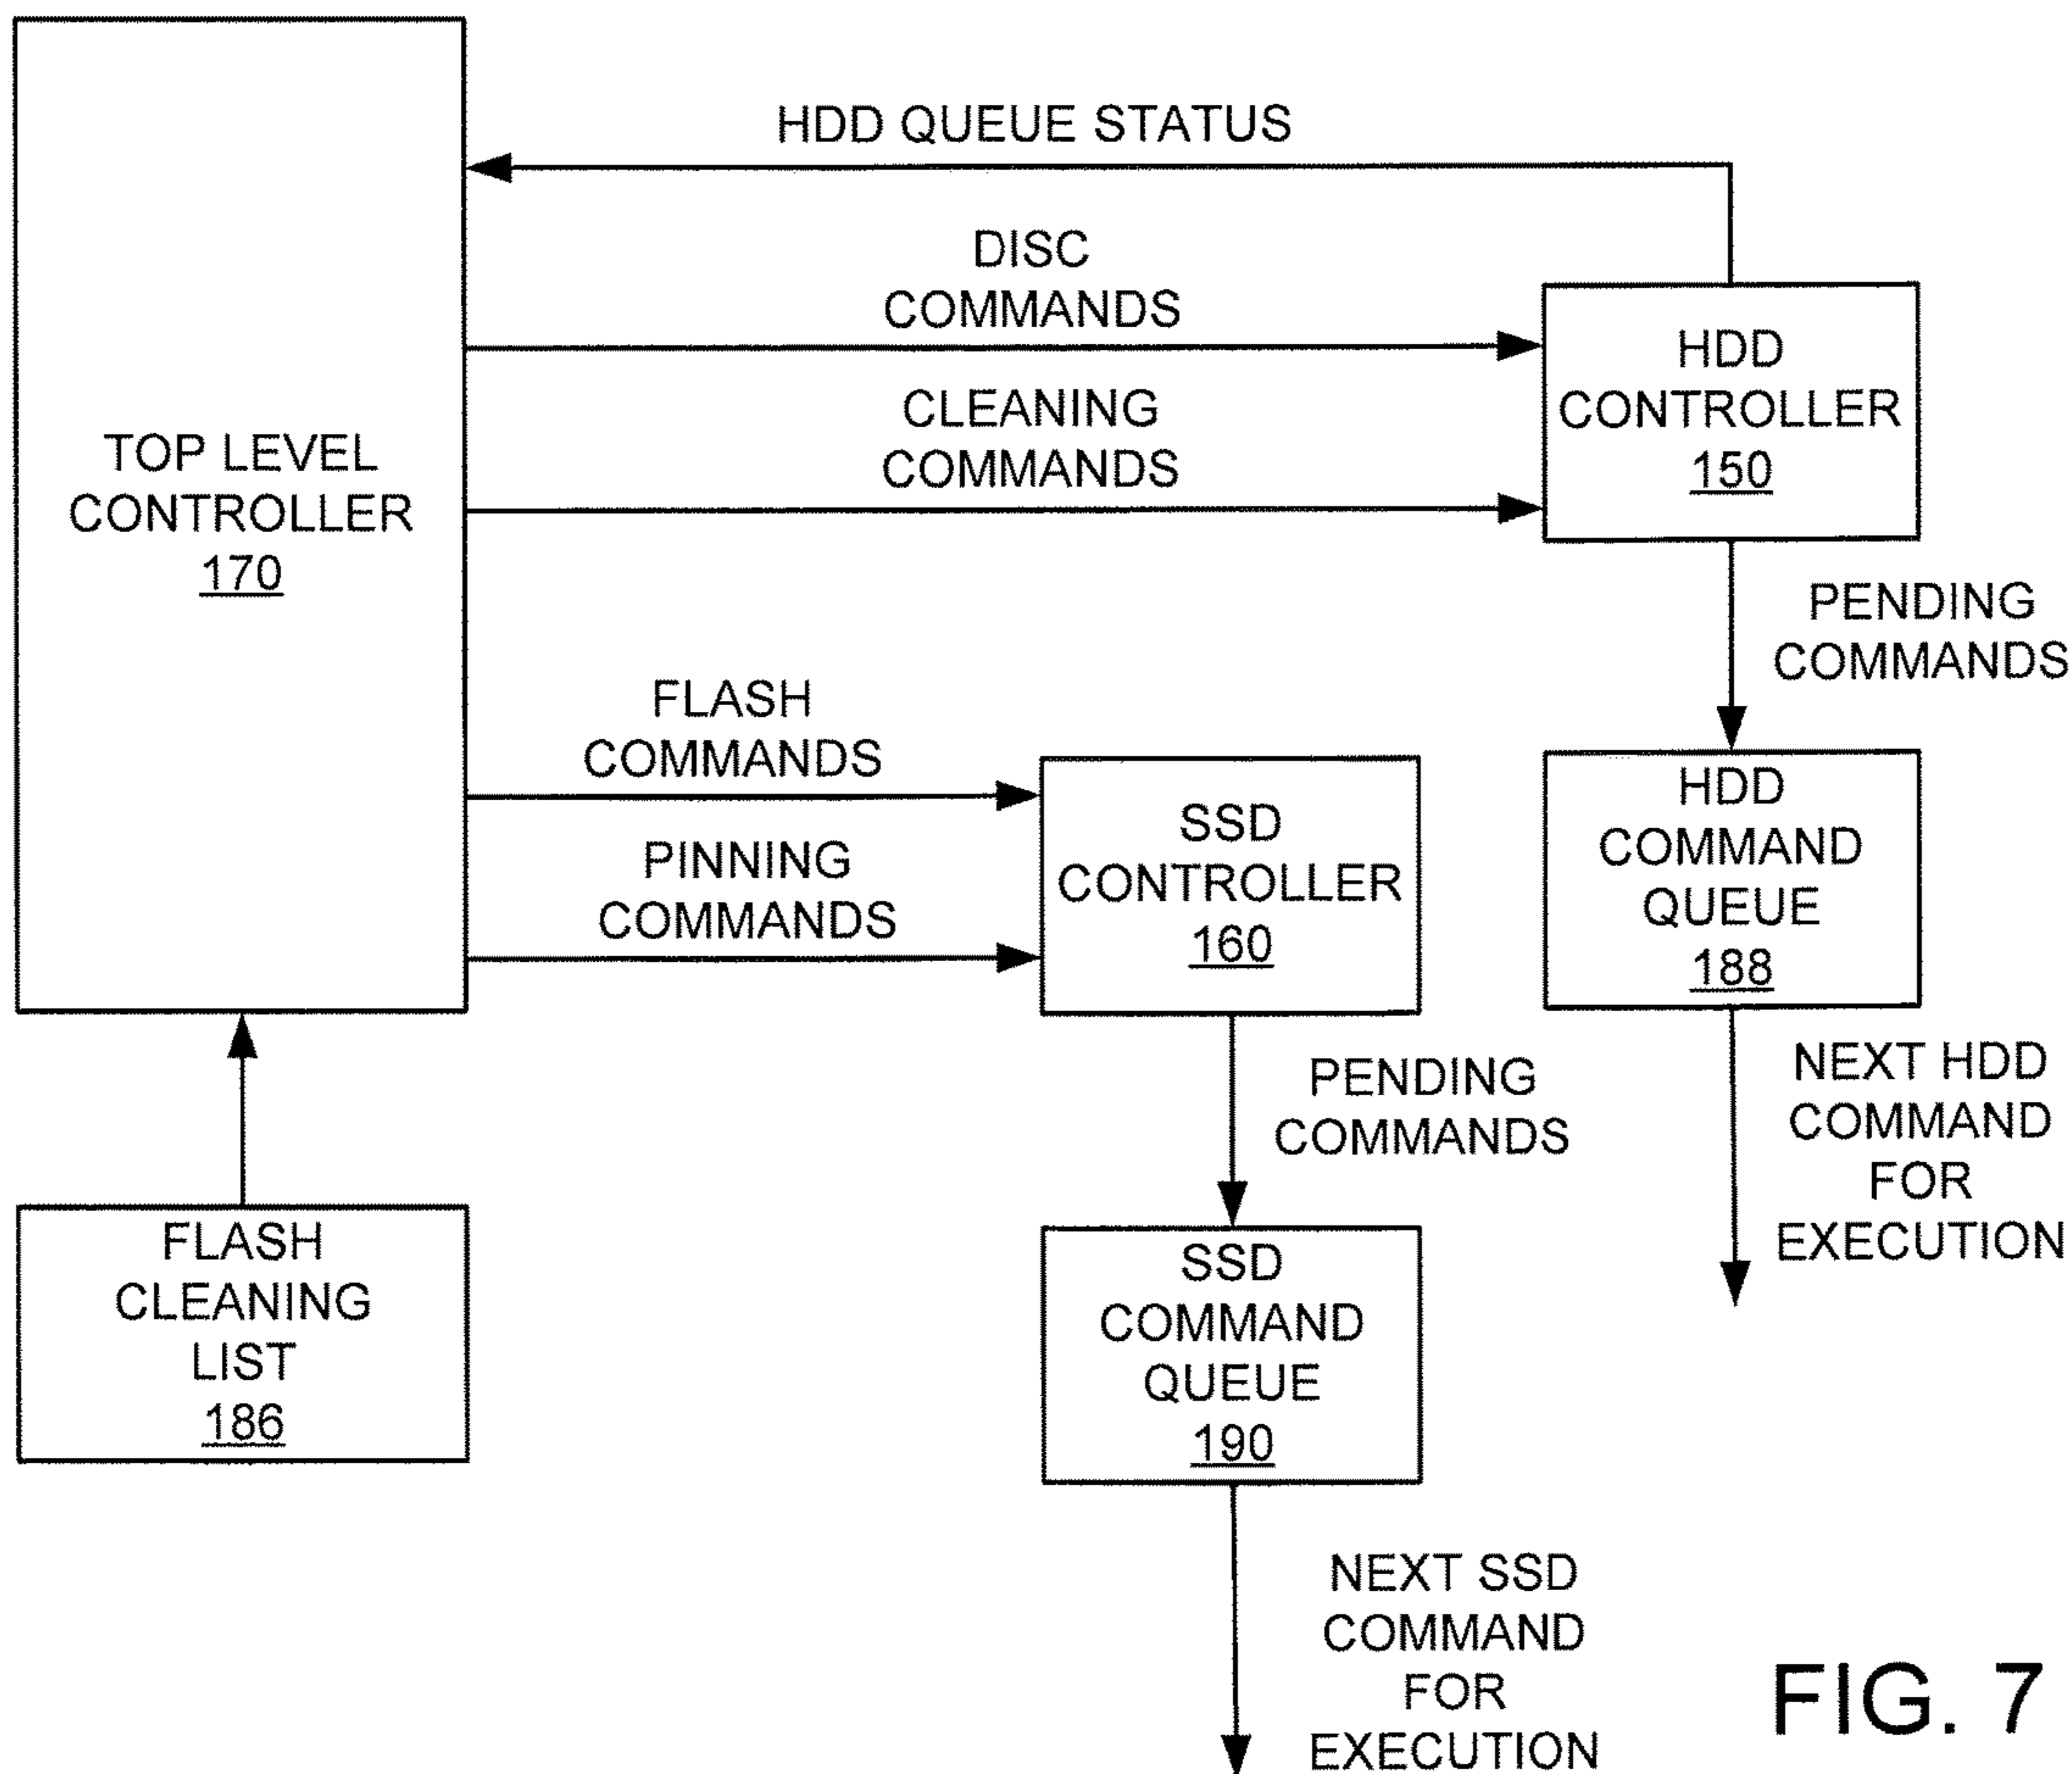 HDD QUEUE STATUS
DISC
COMMANDS
CLEANING
COMMANDS
TOP LEVEL
CONTROLLER
170
HDD
CONTROLLER
150
PENDING
COMMANDS
FLASH
COMMANDS
PINNING
COMMANDS
SSD
CONTROLLER
160
HDD
COMMAND
QUEUE
188
PENDING
COMMANDS
NEXT HDD
COMMAND
FOR
EXECUTION
FLASH
CLEANING
LIST
186
SSD
COMMAND
QUEUE
190
NEXT SSD
COMMAND
FOR
EXECUTION
FIG. 7